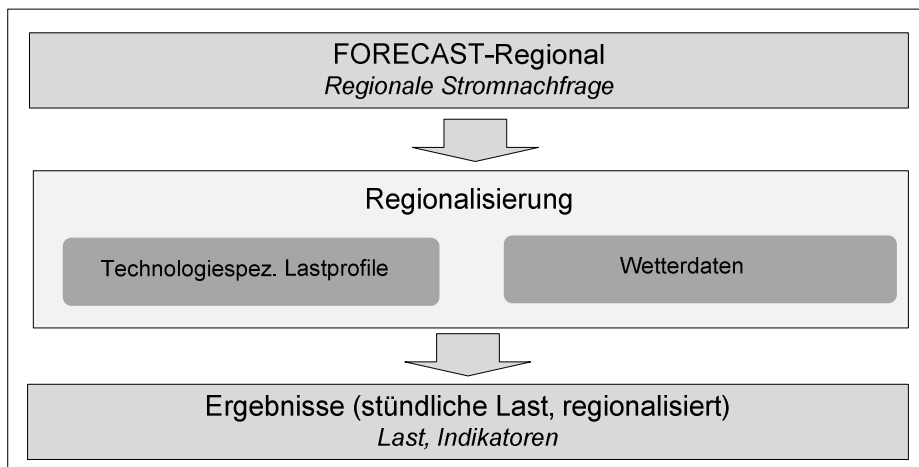 FORECAST-Regional
Regionale Stromnachfrage
Regionalisierung
Technologiespez. Lastprofile
Wetterdaten
Ergebnisse (stündliche Last, regionalisiert)
Last, Indikatoren